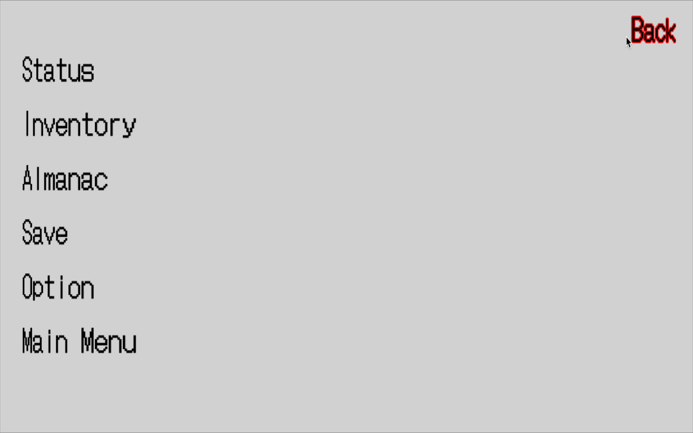 Back
Status
Inventory
Almanac
Save
Option
Main Menu